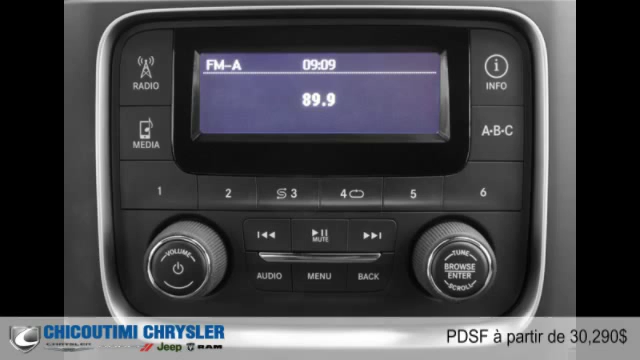 FM-A 09:09
89.9
RADIO
MEDIA
INFO
A·B·C
1 2 3 4 5 6
MUTE
VOLUME
AUDIO MENU BACK
TUNE
BROWSE
ENTER
SCROLL
CHICOUTIMI CHRYSLER
CHRYSLER Jeep RAM
PDSF à partir de 30,290$